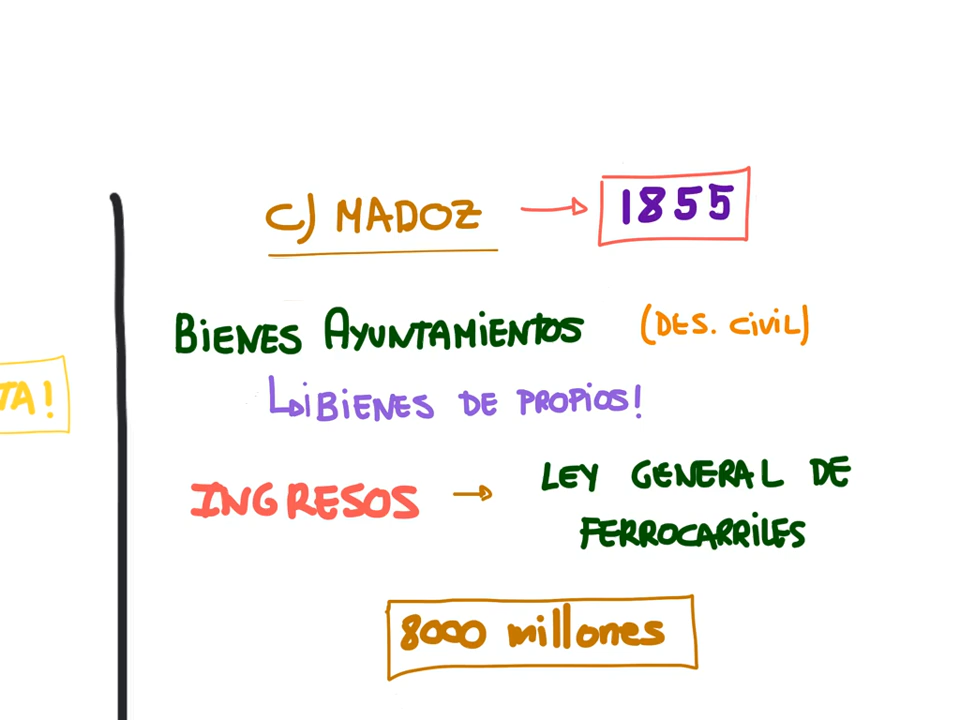 C) MADOZ → 1855
BIENES AYUNTAMIENTOS (DES. CIVIL)
¡BIENES DE PROPIOS!
TA!
INGRESOS → LEY GENERAL DE
FERROCARRILES
8000 millones